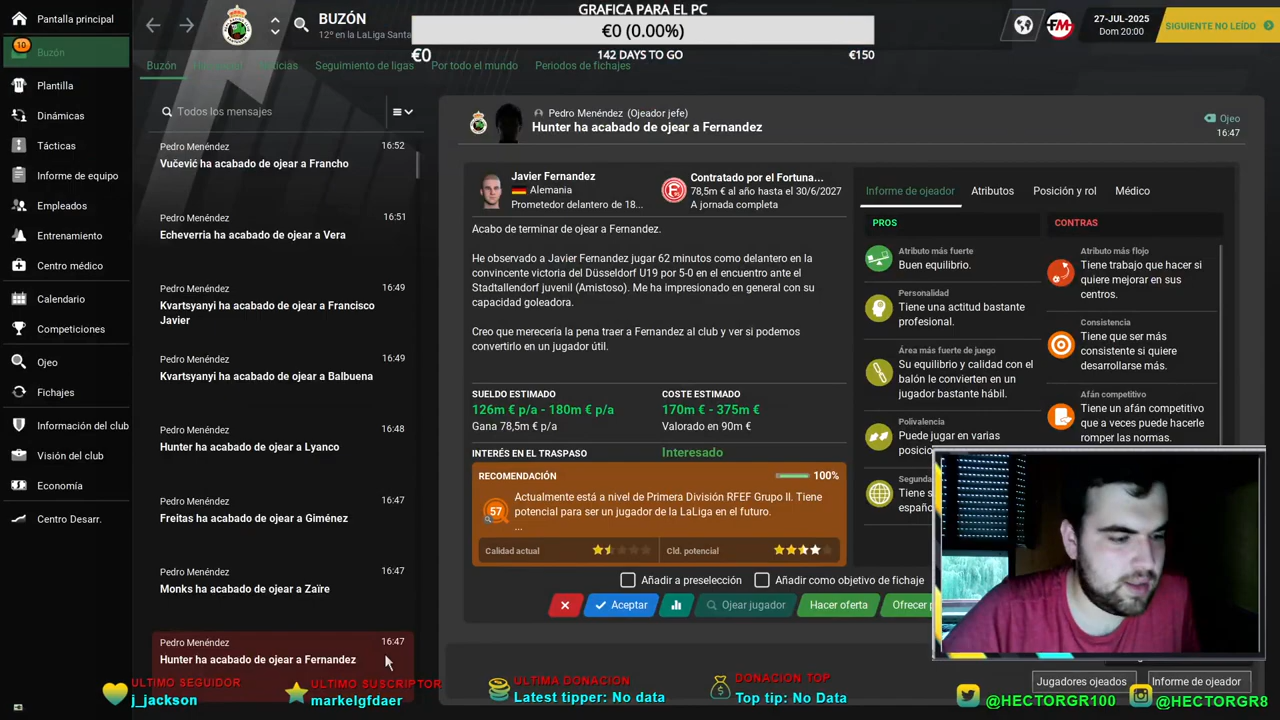 Pantalla principal
10
Buzón
Plantilla
Dinámicas
Tácticas
Informe de equipo
Empleados
Entrenamiento
Centro médico
Calendario
Competiciones
Ojeo
Fichajes
Información del club
Visión del club
Economía
Centro Desarr.
BUZÓN
12º en la LaLiga Santa
GRAFICA PARA EL PC
€0 (0.00%)
€0
142 DAYS TO GO
€150
FM
27-JUL-2025
Dom 20:00
SIGUIENTE NO LEÍDO
Buzón
Noticias
Seguimiento de ligas
Por todo el mundo
Periodos de fichajes
Todos los mensajes
Pedro Menéndez 16:52
Vučević ha acabado de ojear a Francho
Pedro Menéndez 16:51
Echeverria ha acabado de ojear a Vera
Pedro Menéndez 16:49
Kvartsyanyi ha acabado de ojear a Francisco
Javier
Pedro Menéndez 16:49
Kvartsyanyi ha acabado de ojear a Balbuena
Pedro Menéndez 16:48
Hunter ha acabado de ojear a Lyanco
Pedro Menéndez 16:47
Freitas ha acabado de ojear a Giménez
Pedro Menéndez 16:47
Monks ha acabado de ojear a Zaïre
Pedro Menéndez 16:47
Hunter ha acabado de ojear a Fernandez
Pedro Menéndez (Ojeador jefe)
Hunter ha acabado de ojear a Fernandez
Ojeo
16:47
Javier Fernandez
Alemania
Prometedor delantero de 18...
Contratado por el Fortuna...
78,5m € al año hasta el 30/6/2027
A jornada completa
Acabo de terminar de ojear a Fernandez.
He observado a Javier Fernandez jugar 62 minutos como delantero en la
convincente victoria del Düsseldorf U19 por 5-0 en el encuentro ante el
Stadtallendorf juvenil (Amistoso). Me ha impresionado en general con su
capacidad goleadora.
Creo que merecería la pena traer a Fernandez al club y ver si podemos
convertirlo en un jugador útil.
SUELDO ESTIMADO
126m € p/a - 180m € p/a
Gana 78,5m € p/a
COSTE ESTIMADO
170m € - 375m €
Valorado en 90m €
INTERÉS EN EL TRASPASO
Interesado
RECOMENDACIÓN
100%
57
Actualmente está a nivel de Primera División RFEF Grupo II. Tiene
potencial para ser un jugador de la LaLiga en el futuro.
...
Calidad actual
Cld. potencial
Añadir a preselección
Añadir como objetivo de fichaje
Aceptar
Ojear jugador
Hacer oferta
Ofrecer
Informe de ojeador
Atributos
Posición y rol
Médico
PROS
Atributo más fuerte
Buen equilibrio.
Personalidad
Tiene una actitud bastante
profesional.
Área más fuerte de juego
Su equilibrio y calidad con el
balón le convierten en un
jugador bastante hábil.
Polivalencia
Puede jugar en varias
CONTRAS
Atributo más flojo
Tiene trabajo que hacer si
quiere mejorar en sus
centros.
Consistencia
Tiene que ser más
consistente si quiere
desarrollarse más.
Afán competitivo
Tiene un afán competitivo
que a veces puede hacerle
romper las normas.
Jugadores ojeados
Informe de ojeador
ULTIMO SEGUIDOR
j_jackson
ULTIMO SUSCRIPTOR
markelgfdaer
ULTIMA DONACION
Latest tipper: No data
DONACION TOP
Top tip: No Data
@HECTORGR100
@HECTORGR8